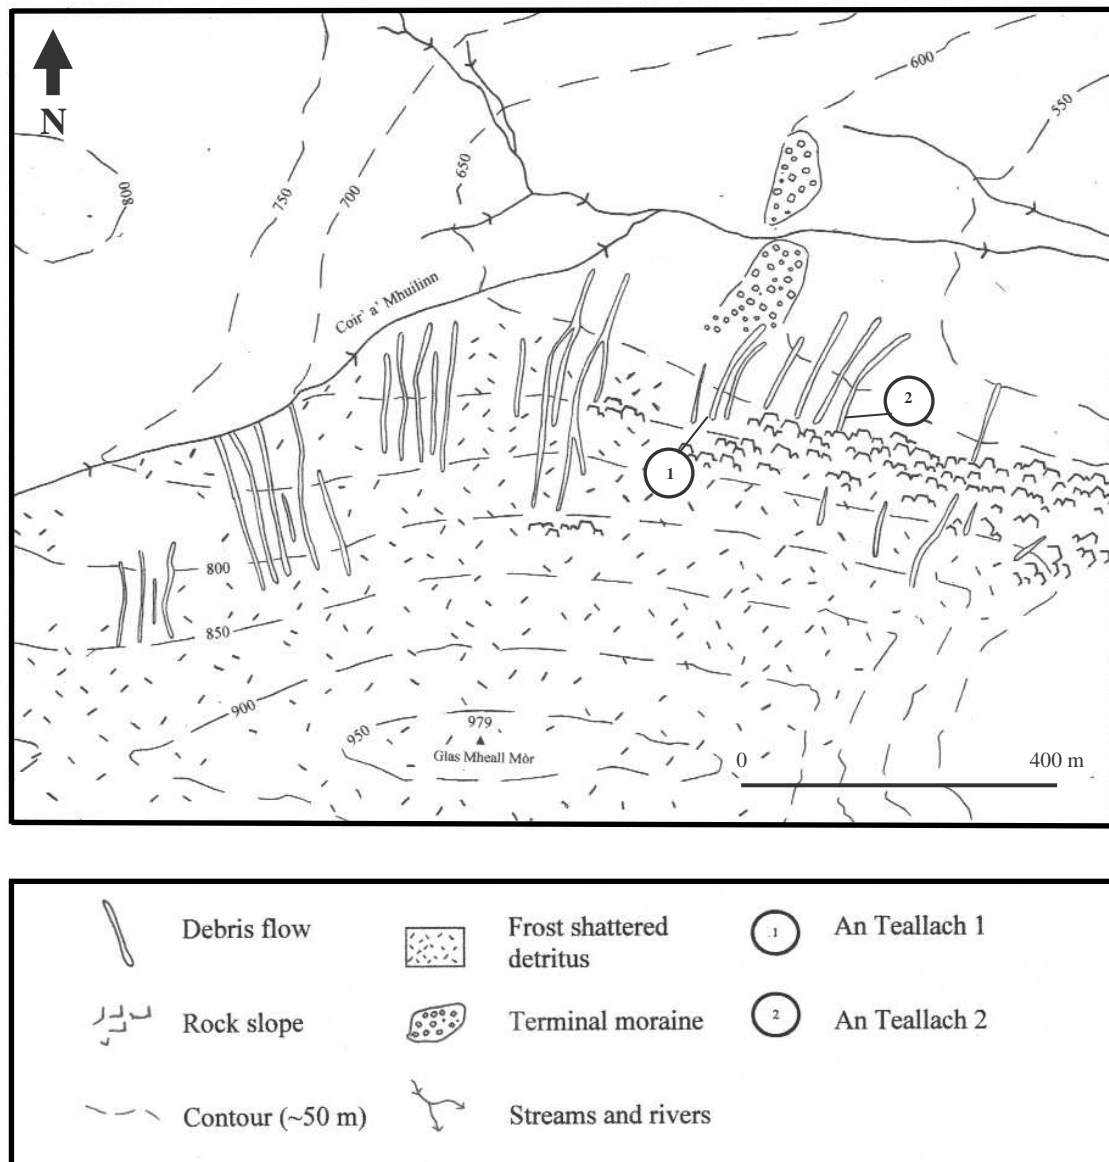 N
600
550
800
750
700
650
Coir' a' Mhuilinn
2
1
800
850
900
950
979
Glas Mheall Mòr
0
400 m
Debris flow
Frost shattered
detritus
1
An Teallach 1
Rock slope
Terminal moraine
2
An Teallach 2
Contour (~50 m)
Streams and rivers